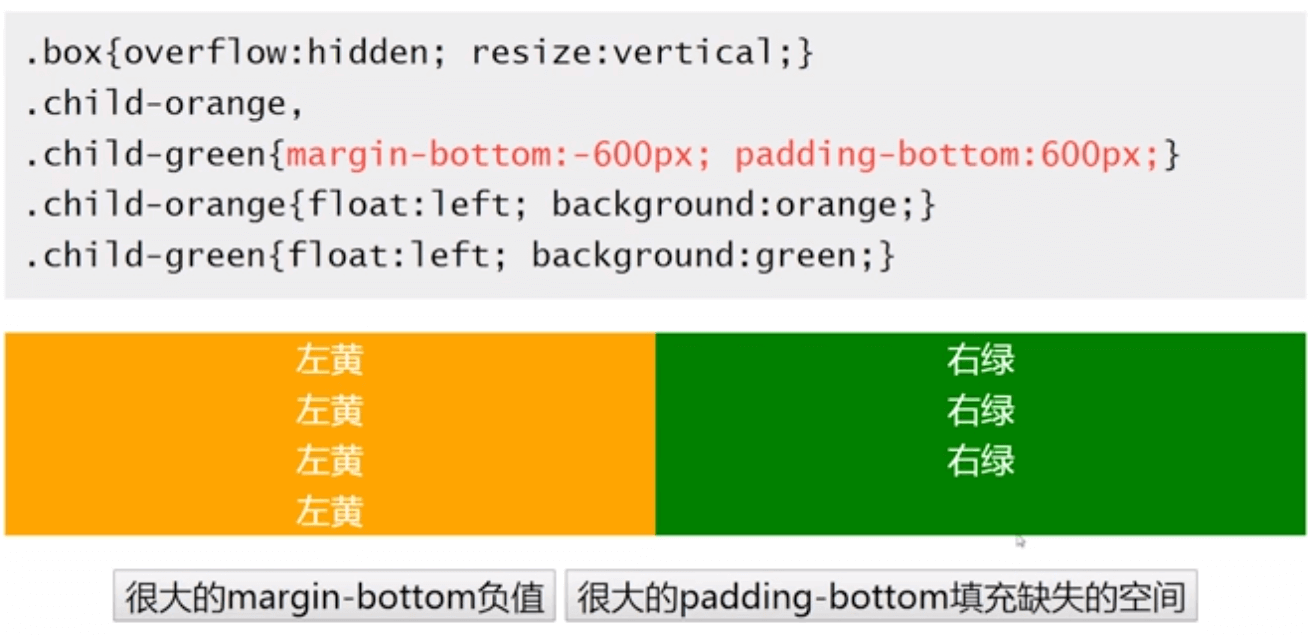 .box{overflow:hidden; resize:vertical;}
.child-orange,
.child-green{margin-bottom:-600px; padding-bottom:600px;}
.child-orange{float:left; background:orange;}
.child-green{float:left; background:green;}
左黄 右绿
左黄 右绿
左黄 右绿
左黄
很大的margin-bottom负值 很大的padding-bottom填充缺失的空间